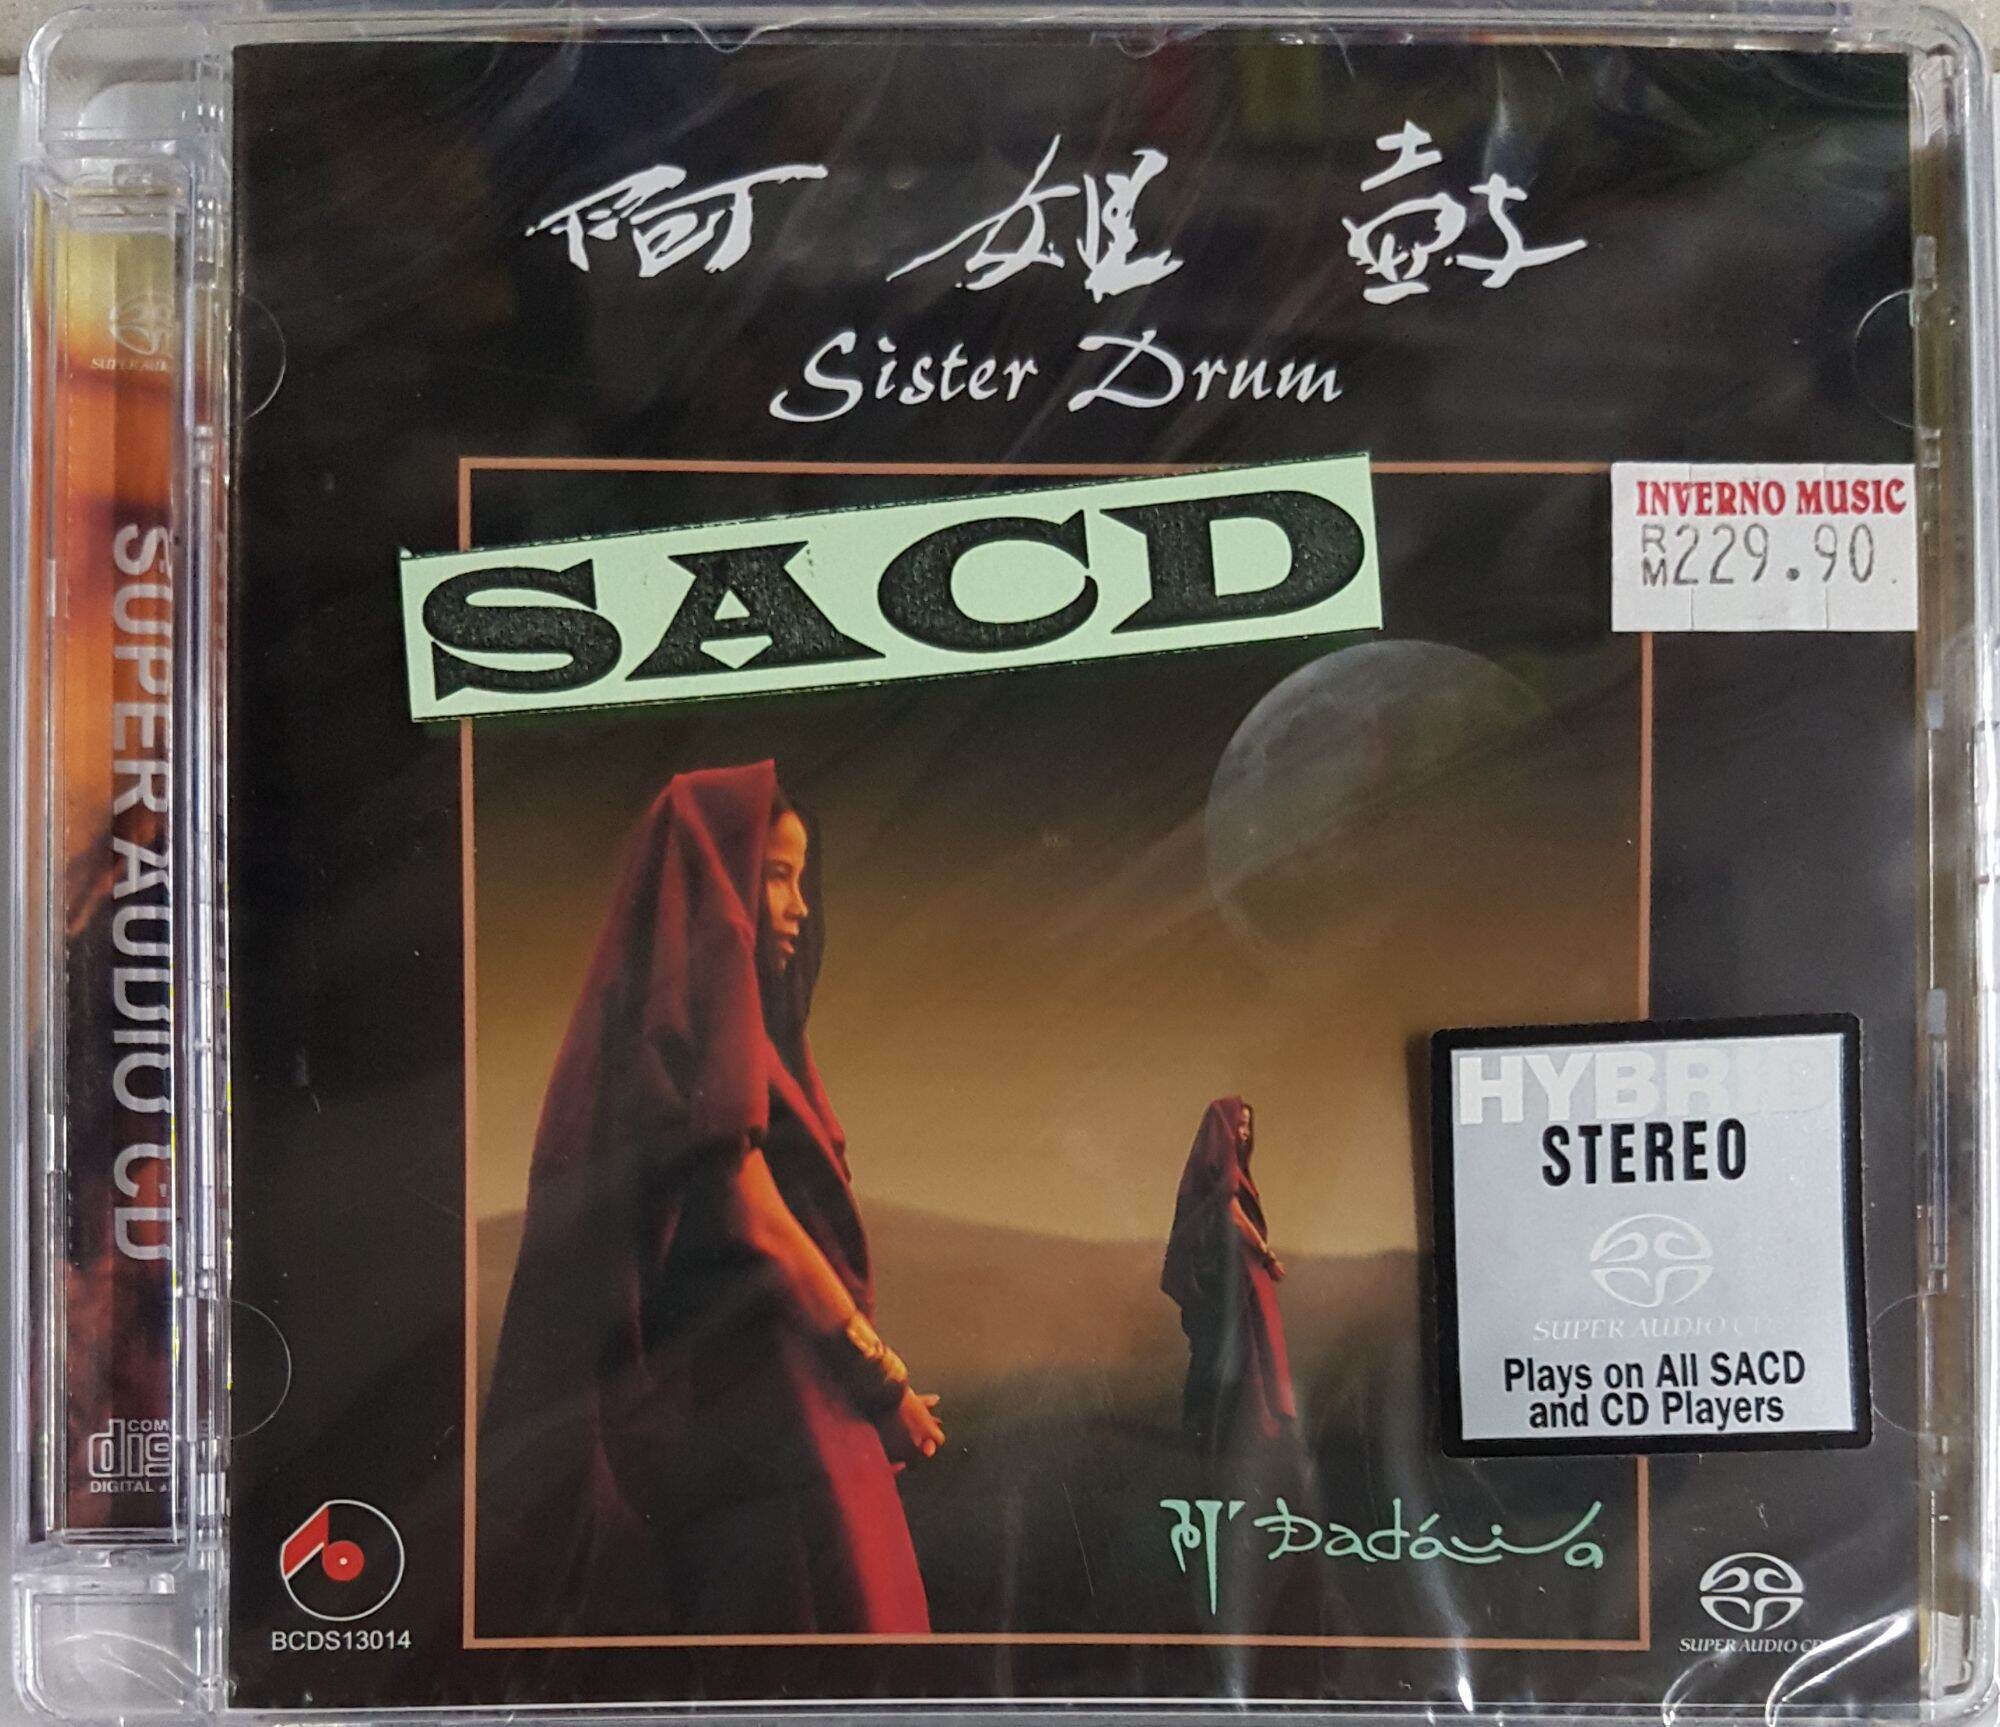 阿姐鼓
Sister Drum
SACD
INVERNO MUSIC
RM229.90
SUPER AUDIO CD
HYBRID
STEREO
SUPER AUDIO CD
Plays on All SACD
and CD Players
DIGITAL
BCDS13014
SUPER AUDIO CD